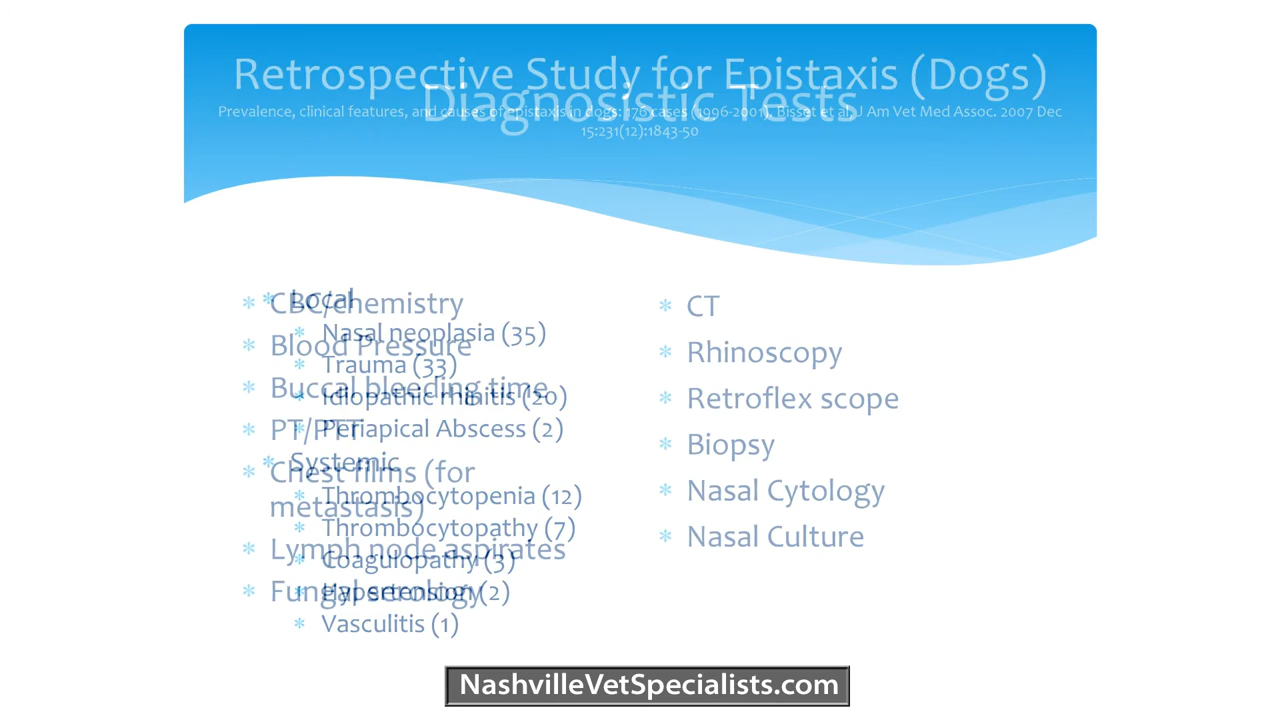 Retrospective Study for Epistaxis (Dogs)
Prevalence, clinical features, and causes of epistaxis in dogs: 176 cases (1996-2001). Bisset et al. J Am Vet Med Assoc. 2007 Dec
15:231(12):1843-50
Diagnosistic Tests
Local
Nasal neoplasia (35)
Trauma (33)
Idiopathic rhinitis (20)
Periapical Abscess (2)
Systemic
Thrombocytopenia (12)
Thrombocytopathy (7)
Coagulopathy (3)
Hypertension (2)
Vasculitis (1)
CBC/chemistry
Blood Pressure
Buccal bleeding time
PT/PTT
Chest films (for
metastasis)
Lymph node aspirates
Fungal serology
CT
Rhinoscopy
Retroflex scope
Biopsy
Nasal Cytology
Nasal Culture
NashvilleVetSpecialists.com